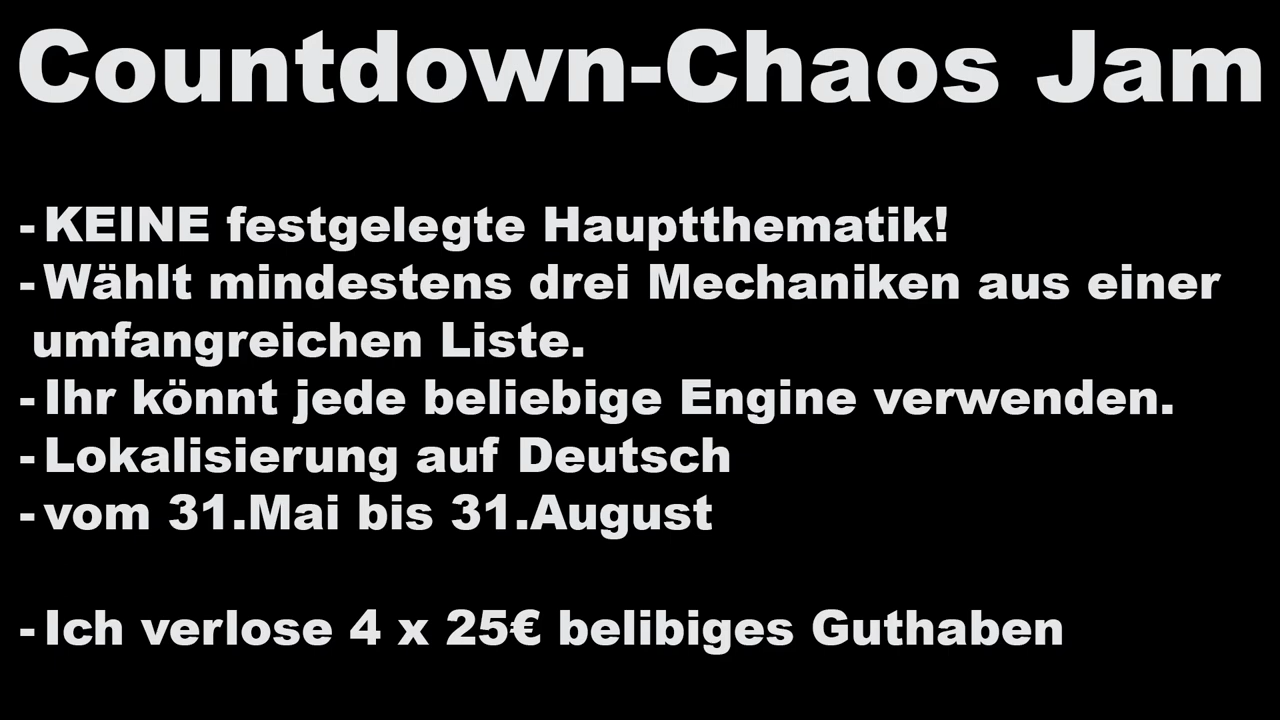 Countdown-Chaos Jam
- KEINE festgelegte Hauptthematik!
- Wählt mindestens drei Mechaniken aus einer
umfangreichen Liste.
- Ihr könnt jede beliebige Engine verwenden.
- Lokalisierung auf Deutsch
- vom 31.Mai bis 31.August
- Ich verlose 4 x 25€ belibiges Guthaben